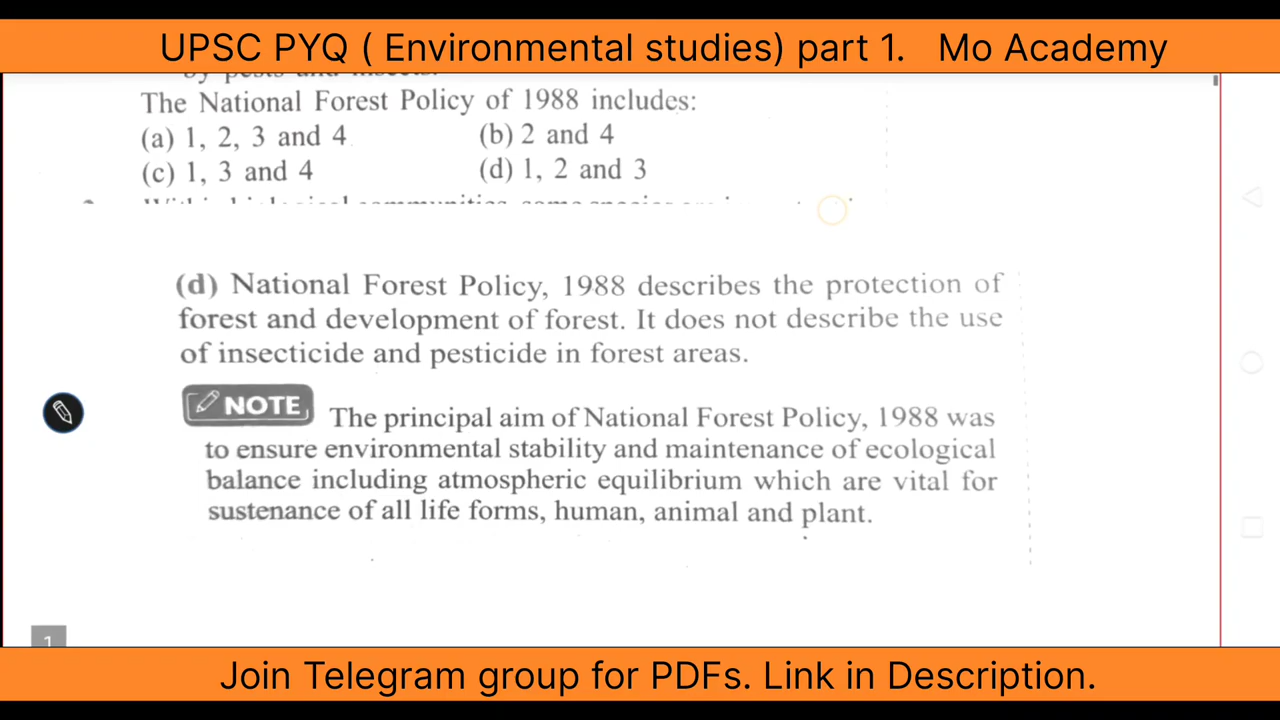 UPSC PYQ ( Environmental studies) part 1. Mo Academy
by pests and insects.
The National Forest Policy of 1988 includes:
(a) 1, 2, 3 and 4 (b) 2 and 4
(c) 1, 3 and 4 (d) 1, 2 and 3
(d) National Forest Policy, 1988 describes the protection of
forest and development of forest. It does not describe the use
of insecticide and pesticide in forest areas.
NOTE The principal aim of National Forest Policy, 1988 was
to ensure environmental stability and maintenance of ecological
balance including atmospheric equilibrium which are vital for
sustenance of all life forms, human, animal and plant.
1
Join Telegram group for PDFs. Link in Description.